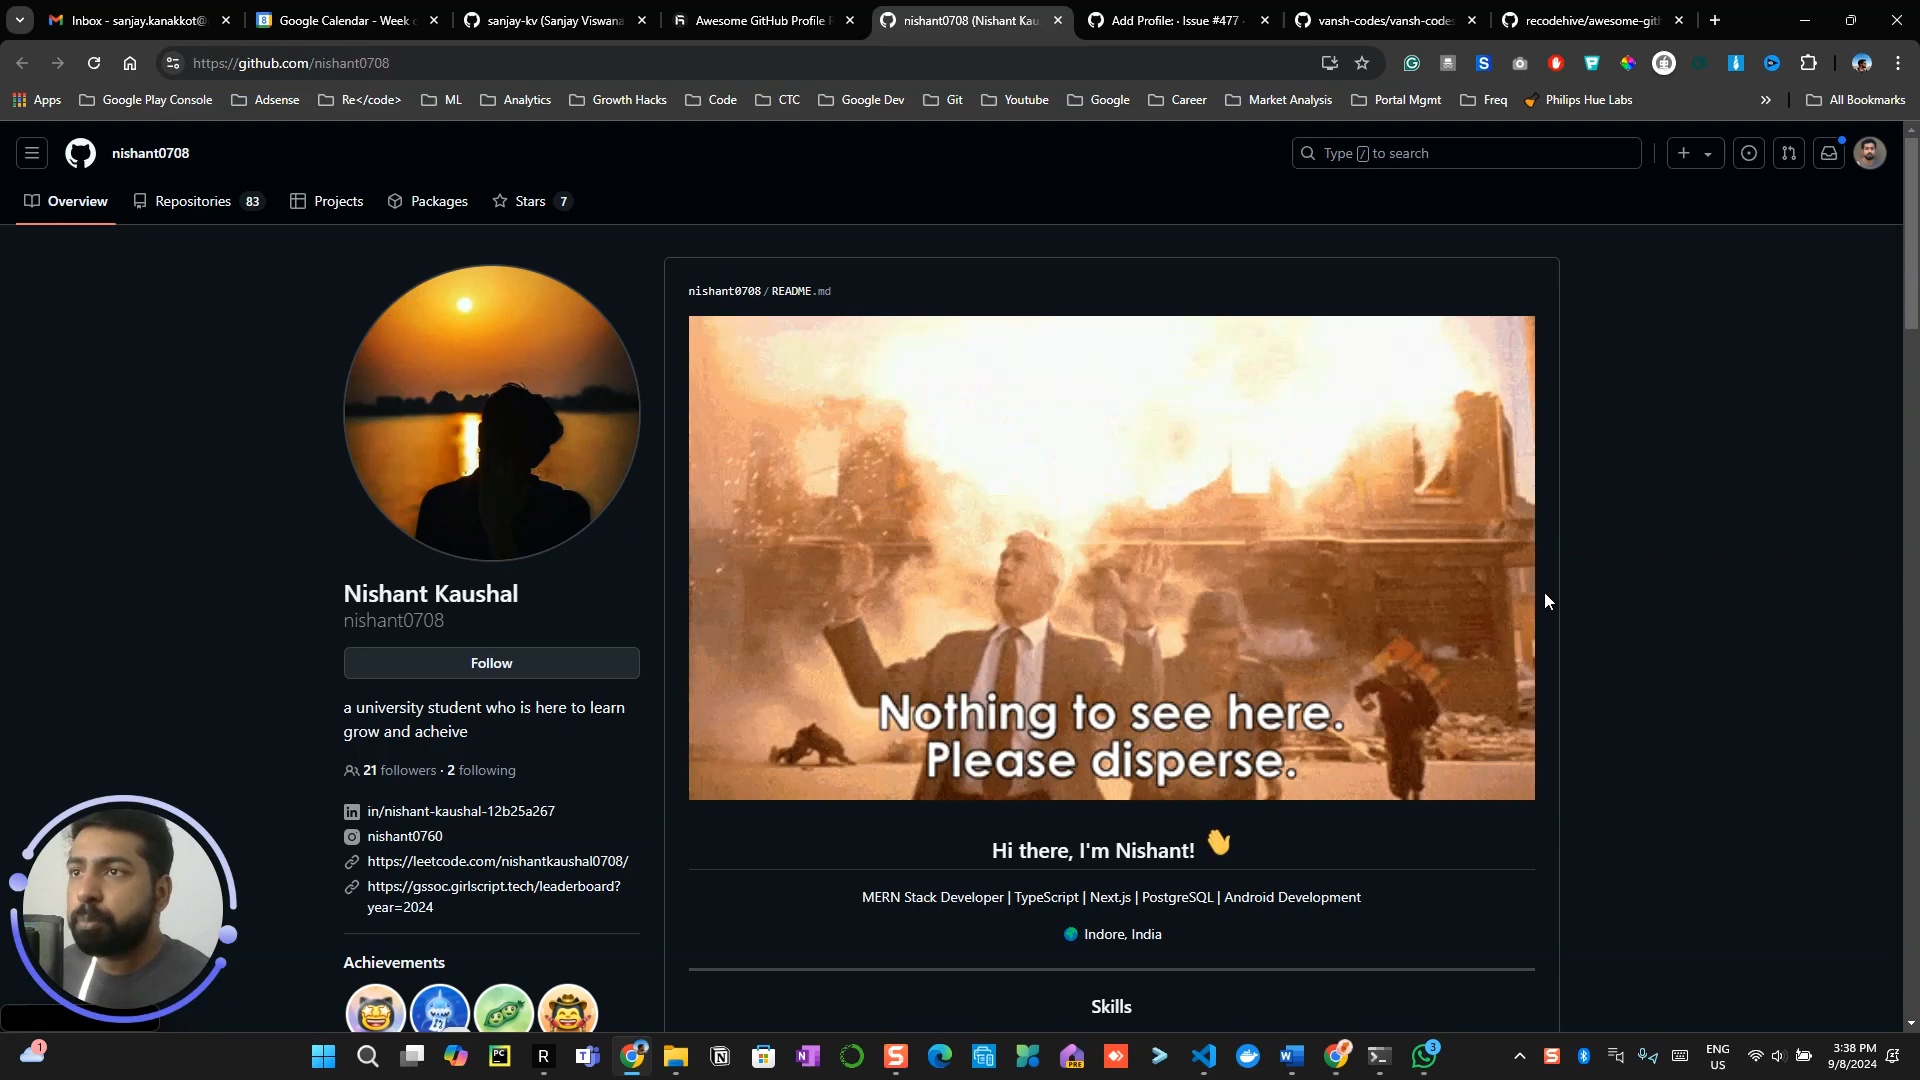 Inbox - sanjay.kanakkot@
Google Calendar - Week
sanjay-kv (Sanjay Viswana
Awesome GitHub Profile
nishant0708 (Nishant Kau
Add Profile: · Issue #477
vansh-codes/vansh-codes
recodehive/awesome-git
https://github.com/nishant0708
Apps
Google Play Console
Adsense
Re</code>
ML
Analytics
Growth Hacks
Code
CTC
Google Dev
Git
Youtube
Google
Career
Market Analysis
Portal Mgmt
Freq
Philips Hue Labs
All Bookmarks
nishant0708
Type / to search
Overview
Repositories 83
Projects
Packages
Stars 7
nishant0708/README.md
Nothing to see here.
Please disperse.
Nishant Kaushal
nishant0708
Follow
a university student who is here to learn
grow and acheive
21 followers · 2 following
in/nishant-kaushal-12b25a267
nishant0760
https://leetcode.com/nishantkaushal0708/
https://gssoc.girlscript.tech/leaderboard?
year=2024
Achievements
Hi there, I'm Nishant!
MERN Stack Developer | TypeScript | Next.js | PostgreSQL | Android Development
Indore, India
Skills
1
3
ENG
US
3:38 PM
9/8/2024